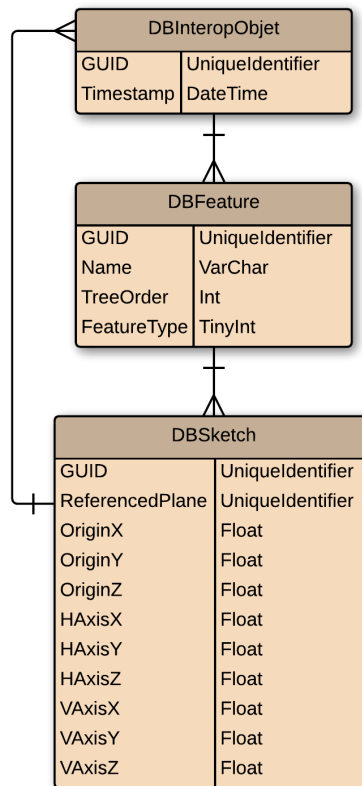 DBInteropObjet
GUID UniqueIdentifier
Timestamp DateTime
DBFeature
GUID UniqueIdentifier
Name VarChar
TreeOrder Int
FeatureType TinyInt
DBSketch
GUID UniqueIdentifier
ReferencedPlane UniqueIdentifier
OriginX Float
OriginY Float
OriginZ Float
HAxisX Float
HAxisY Float
HAxisZ Float
VAxisX Float
VAxisY Float
VAxisZ Float